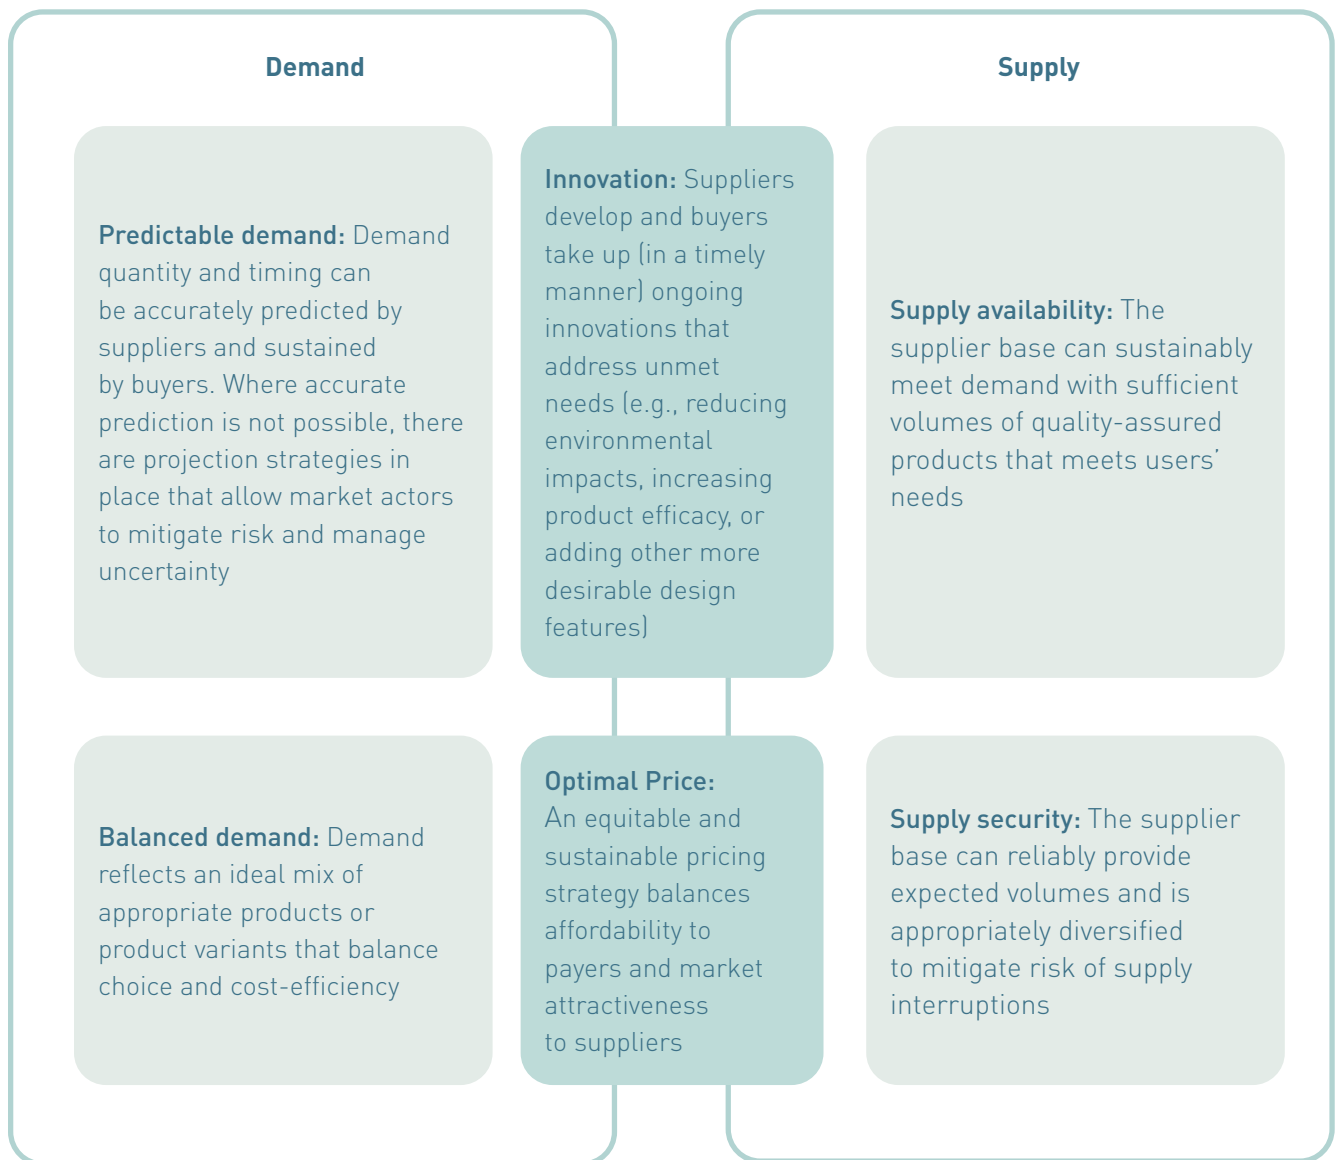 Demand
Predictable demand: Demand
quantity and timing can
be accurately predicted by
suppliers and sustained
by buyers. Where accurate
prediction is not possible, there
are projection strategies in
place that allow market actors
to mitigate risk and manage
uncertainty
Balanced demand: Demand
reflects an ideal mix of
appropriate products or
product variants that balance
choice and cost-efficiency
Innovation: Suppliers
develop and buyers
take up (in a timely
manner) ongoing
innovations that
address unmet
needs (e.g., reducing
environmental
impacts, increasing
product efficacy, or
adding other more
desirable design
features)
Optimal Price:
An equitable and
sustainable pricing
strategy balances
affordability to
payers and market
attractiveness
to suppliers
Supply
Supply availability: The
supplier base can sustainably
meet demand with sufficient
volumes of quality-assured
products that meets users’
needs
Supply security: The supplier
base can reliably provide
expected volumes and is
appropriately diversified
to mitigate risk of supply
interruptions